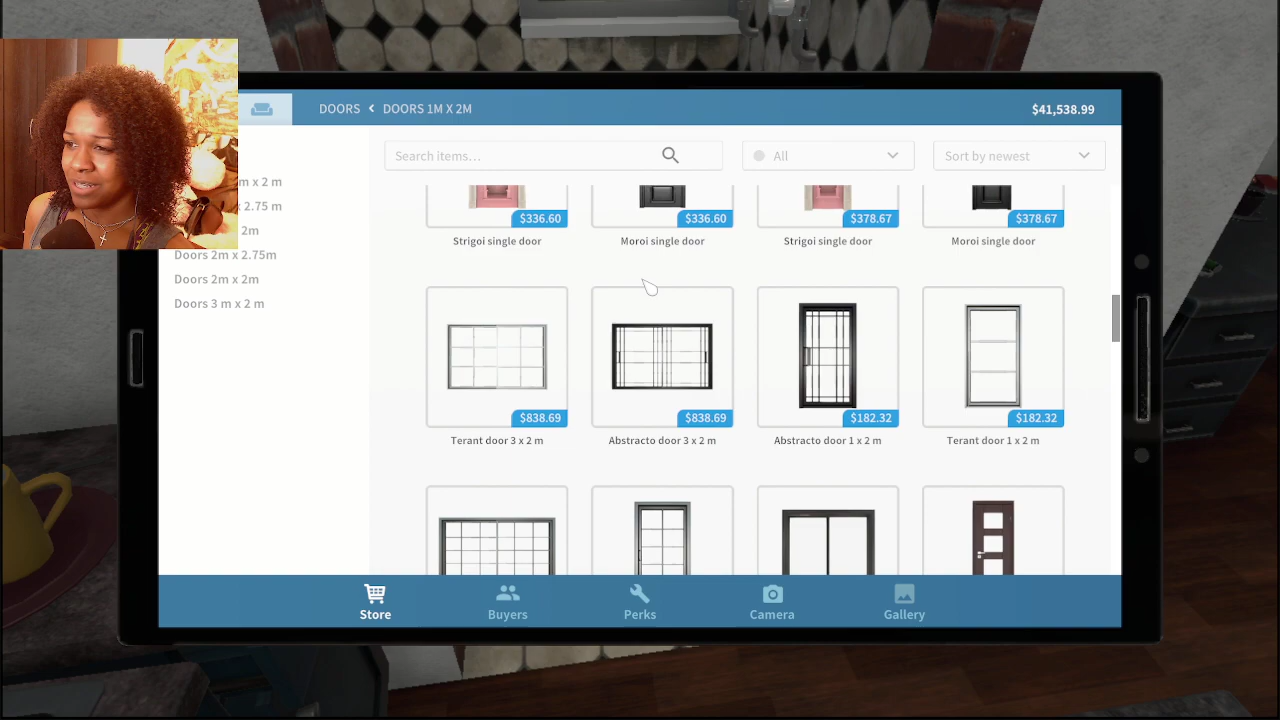 DOORS < DOORS 1M X 2M
$41,538.99
Search items...
All
Sort by newest
m x 2 m
x 2.75 m
2m
Doors 2m x 2.75m
Doors 2m x 2m
Doors 3 m x 2 m
$336.60 $336.60 $378.67 $378.67
Strigoi single door Moroi single door Strigoi single door Moroi single door
$838.69 $838.69 $182.32 $182.32
Terant door 3 x 2 m Abstracto door 3 x 2 m Abstracto door 1 x 2 m Terant door 1 x 2 m
Store Buyers Perks Camera Gallery